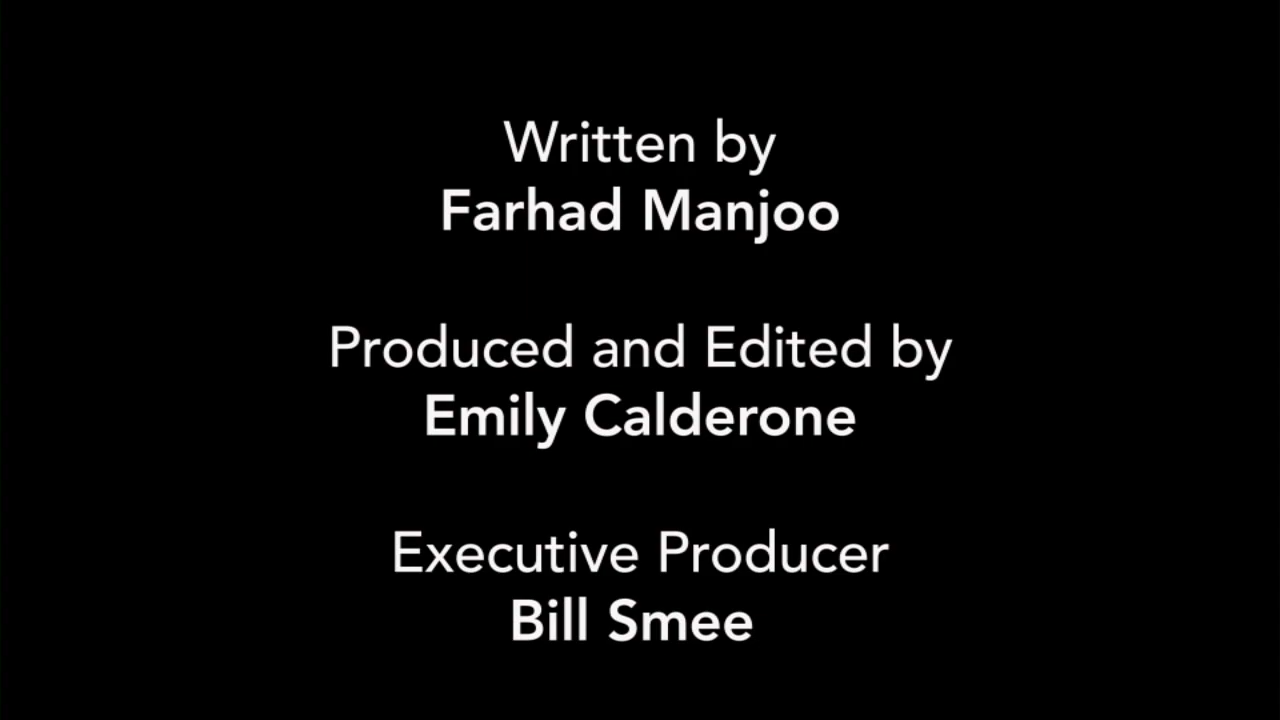 Written by
Farhad Manjoo
Produced and Edited by
Emily Calderone
Executive Producer
Bill Smee